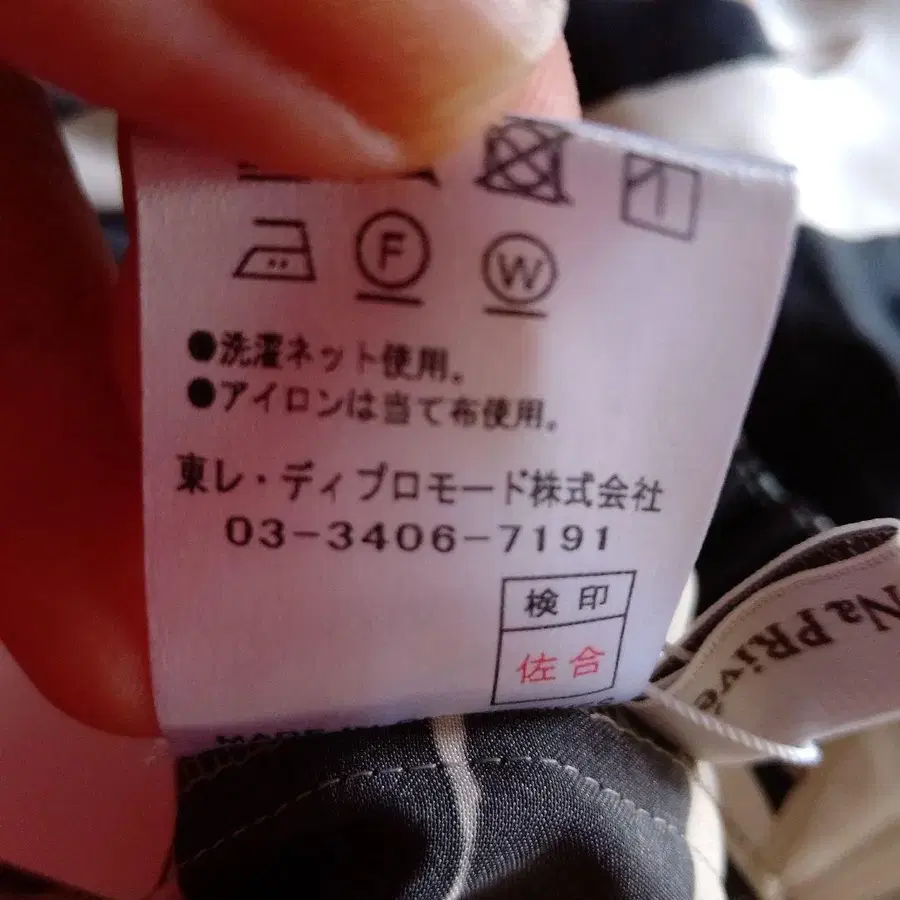 F
W
●洗濯ネット使用。
●アイロンは当て布使用。
東レ・ディプロモード株式会社
03-3406-7191
検印
佐合
NaPRivé